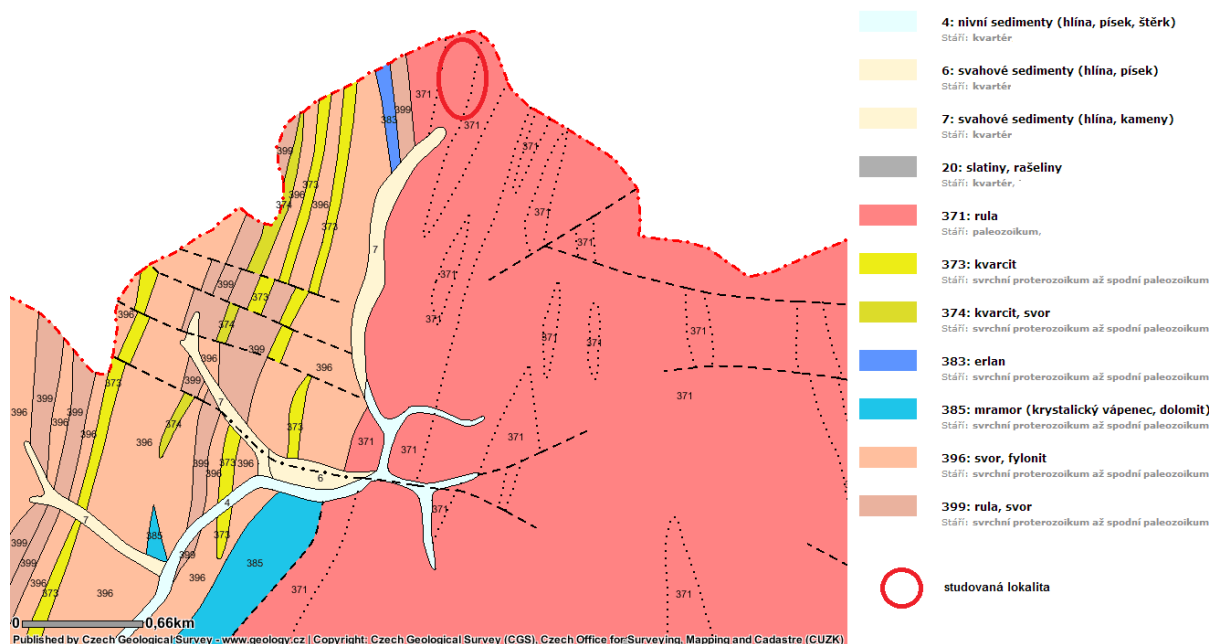 371
399
383
371
371
399
373
396
374
396
371
373
371
7
371
399
373
396
371
374
371
371
371
399
396
396
399
373
371
399
7
396
399
396
374
373
396
371
371
396
371
399
373
396
396
6
4
371
7
385
373
399
399
385
399
396
396
371
373
396
371
0 0,66km
Published by Czech Geological Survey - www.geology.cz | Copyright: Czech Geological Survey (CGS), Czech Office for Surveying, Mapping and Cadastre (CUZK)
4: nivní sedimenty (hlína, písek, štěrk)
Stáří: kvartér
6: svahové sedimenty (hlína, písek)
Stáří: kvartér
7: svahové sedimenty (hlína, kameny)
Stáří: kvartér
20: slatiny, rašeliny
Stáří: kvartér, -
371: rula
Stáří: paleozoikum,
373: kvarcit
Stáří: svrchní proterozoikum až spodní paleozoikum
374: kvarcit, svor
Stáří: svrchní proterozoikum až spodní paleozoikum
383: erlan
Stáří: svrchní proterozoikum až spodní paleozoikum
385: mramor (krystalický vápenec, dolomit)
Stáří: svrchní proterozoikum až spodní paleozoikum
396: svor, fylonit
Stáří: svrchní proterozoikum až spodní paleozoikum
399: rula, svor
Stáří: svrchní proterozoikum až spodní paleozoikum
studovaná lokalita